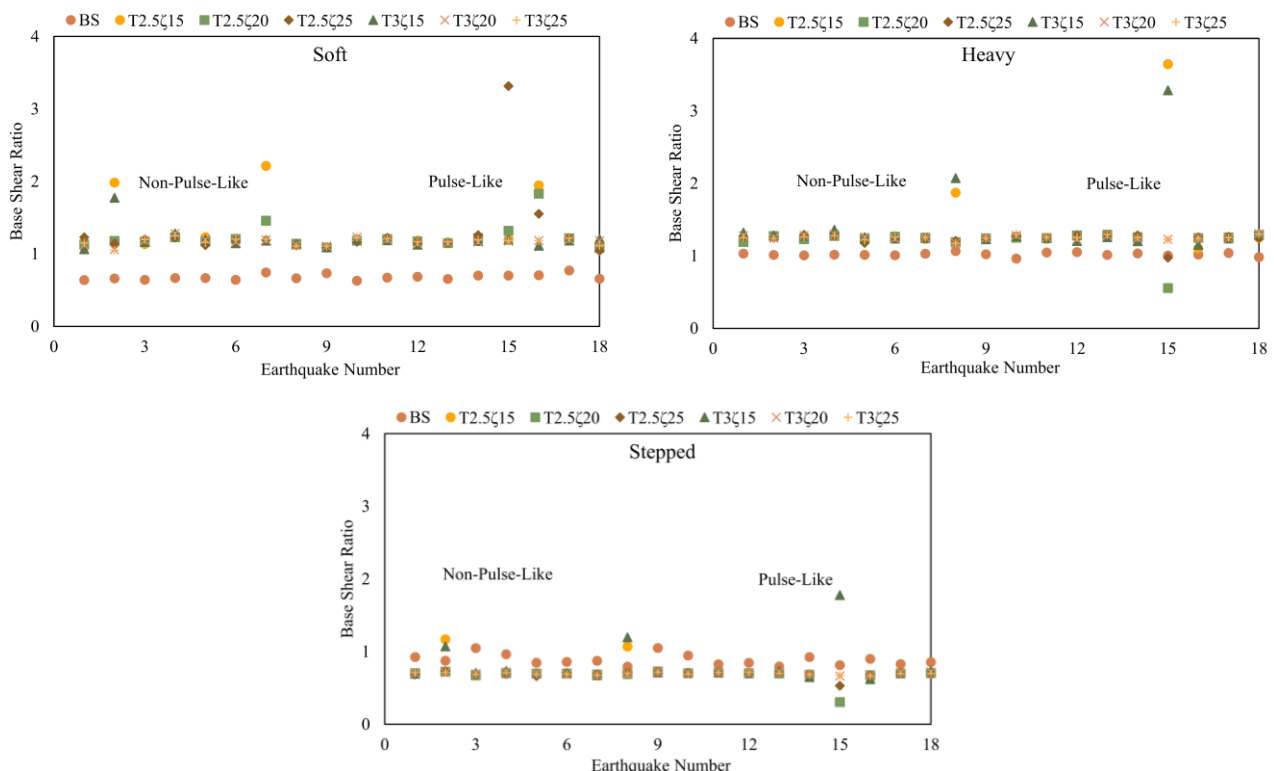 BS T2.5ζ15 T2.5ζ20 T2.5ζ25 T3ζ15 T3ζ20 T3ζ25
4
3
2
1
0
Base Shear Ratio
Soft
Non-Pulse-Like
Pulse-Like
0 3 6 9 12 15 18
Earthquake Number
BS T2.5ζ15 T2.5ζ20 T2.5ζ25 T3ζ15 T3ζ20 T3ζ25
4
3
2
1
0
Base Shear Ratio
Heavy
Non-Pulse-Like
Pulse-Like
0 3 6 9 12 15 18
Earthquake Number
BS T2.5ζ15 T2.5ζ20 T2.5ζ25 T3ζ15 T3ζ20 T3ζ25
4
3
2
1
0
Base Shear Ratio
Stepped
Non-Pulse-Like
Pulse-Like
0 3 6 9 12 15 18
Earthquake Number